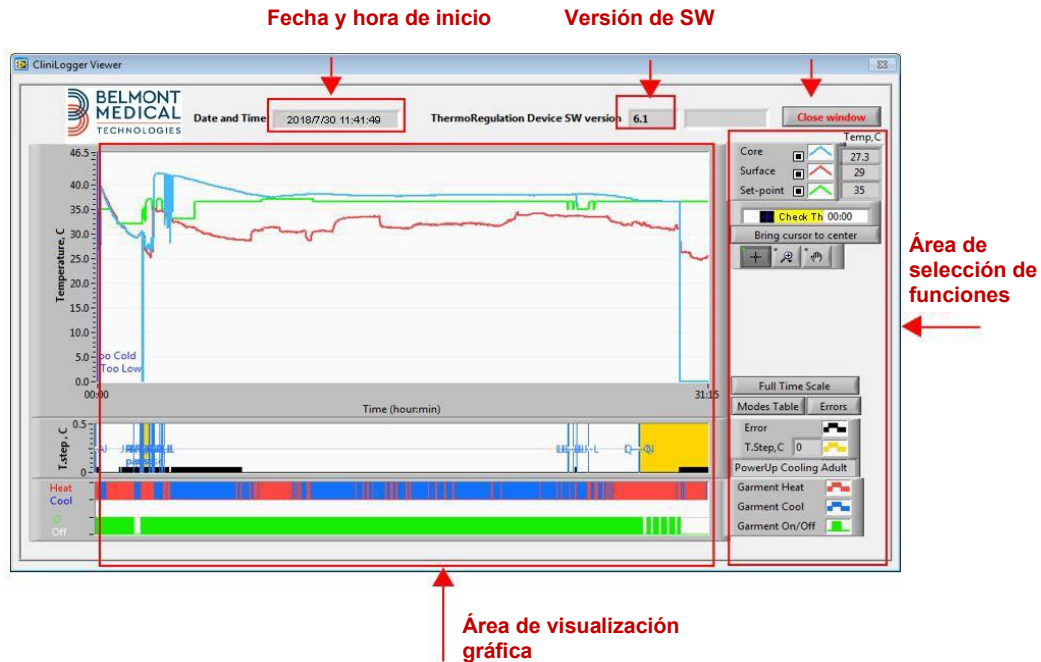 Fecha y hora de inicio
Versión de SW
CliniLogger Viewer
BELMONT
MEDICAL
TECHNOLOGIES
Date and Time
2018/7/30 11:41:49
ThermoRegulation Device SW version
6.1
Close window
Temp,C
Core
27.3
Surface
29
Set-point
35
Check Th
00:00
Bring cursor to center
Área de
selección de
funciones
46.5
40.0
35.0
30.0
25.0
20.0
15.0
10.0
5.0
0.0
Temperature, C
oo Cold
Too Low
00:00
31:15
Time (hour:min)
Full Time Scale
Modes Table
Errors
Error
T.Step,C
0
PowerUp Cooling Adult
Garment Heat
Garment Cool
Garment On/Off
T.step , C
0.5
0
Heat
Cool
Off
Área de visualización
gráfica